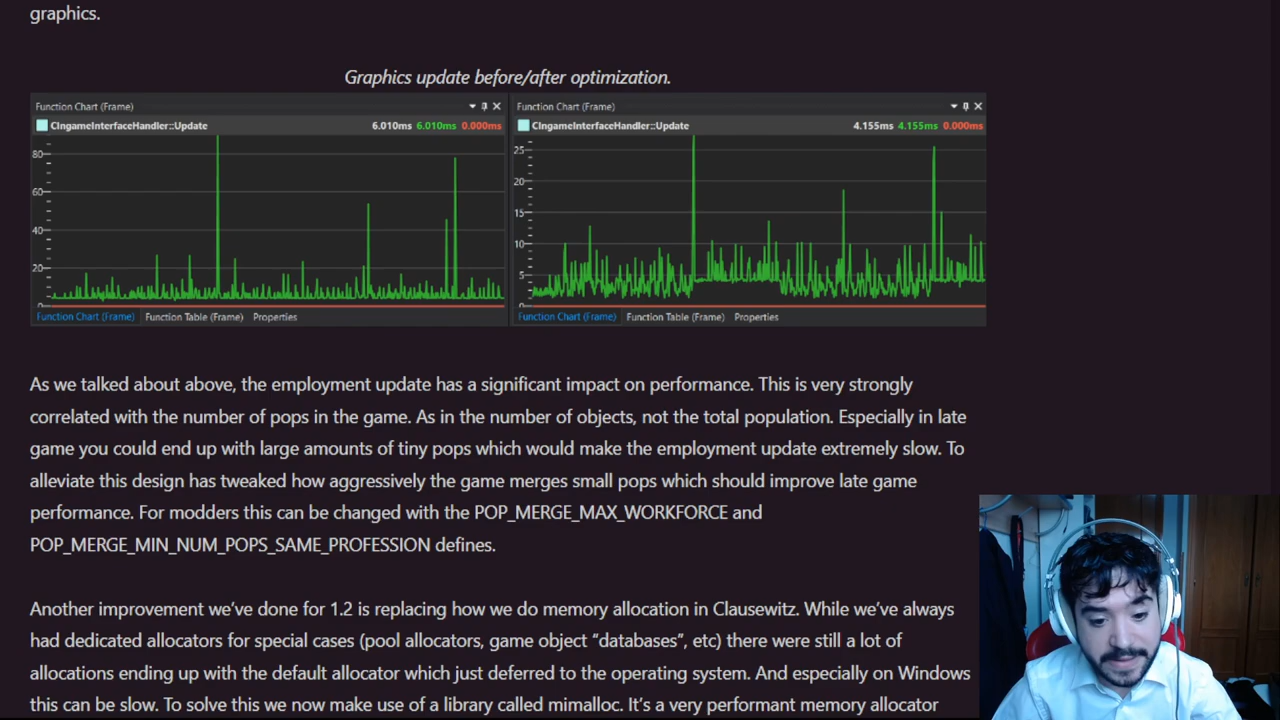 graphics.
Graphics update before/after optimization.
Function Chart (Frame)
CIngameInterfaceHandler::Update 6.010ms 6.010ms 0.000ms
80
60
40
20
0
Function Chart (Frame) Function Table (Frame) Properties
Function Chart (Frame)
CIngameInterfaceHandler::Update 4.155ms 4.155ms 0.000ms
25
20
15
10
5
0
Function Chart (Frame) Function Table (Frame) Properties
As we talked about above, the employment update has a significant impact on performance. This is very strongly
correlated with the number of pops in the game. As in the number of objects, not the total population. Especially in late
game you could end up with large amounts of tiny pops which would make the employment update extremely slow. To
alleviate this design has tweaked how aggressively the game merges small pops which should improve late game
performance. For modders this can be changed with the POP_MERGE_MAX_WORKFORCE and
POP_MERGE_MIN_NUM_POPS_SAME_PROFESSION defines.
Another improvement we’ve done for 1.2 is replacing how we do memory allocation in Clausewitz. While we’ve always
had dedicated allocators for special cases (pool allocators, game object “databases”, etc) there were still a lot of
allocations ending up with the default allocator which just deferred to the operating system. And especially on Windows
this can be slow. To solve this we now make use of a library called mimalloc. It’s a very performant memory allocator